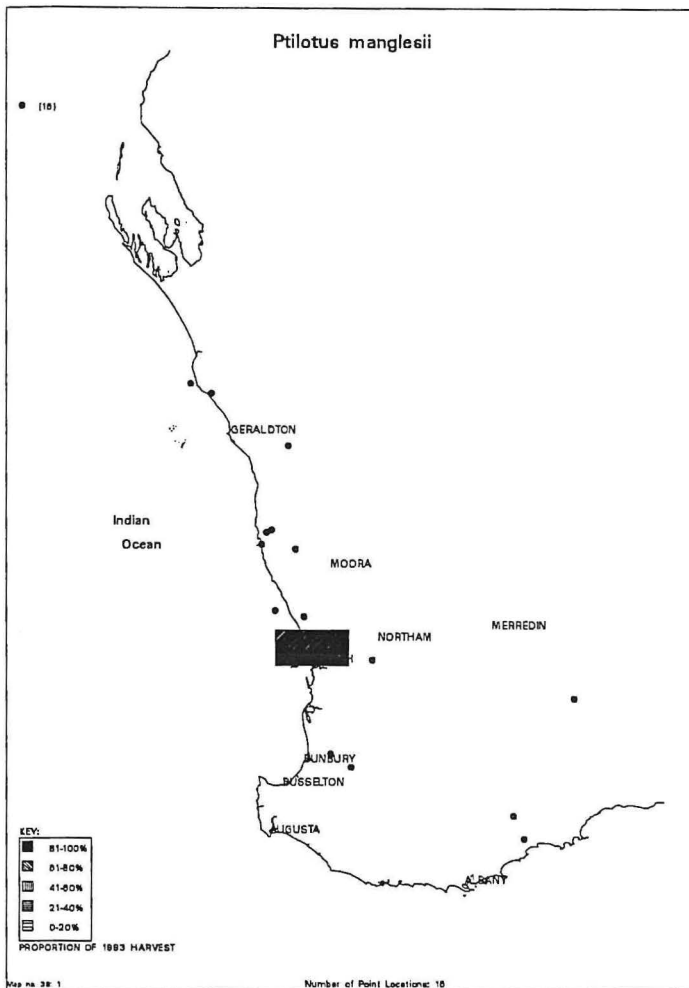 Ptilotus manglesii
(16)
GERALDTON
Indian
Ocean
MOORA
NORTHAM
MERREDIN
H
BUNBURY
BUSSELTON
AUGUSTA
ALBANY
KEY:
81-100%
61-80%
41-60%
21-40%
0-20%
PROPORTION OF 1993 HARVEST
Map no. 38: 1
Number of Point Locations: 16